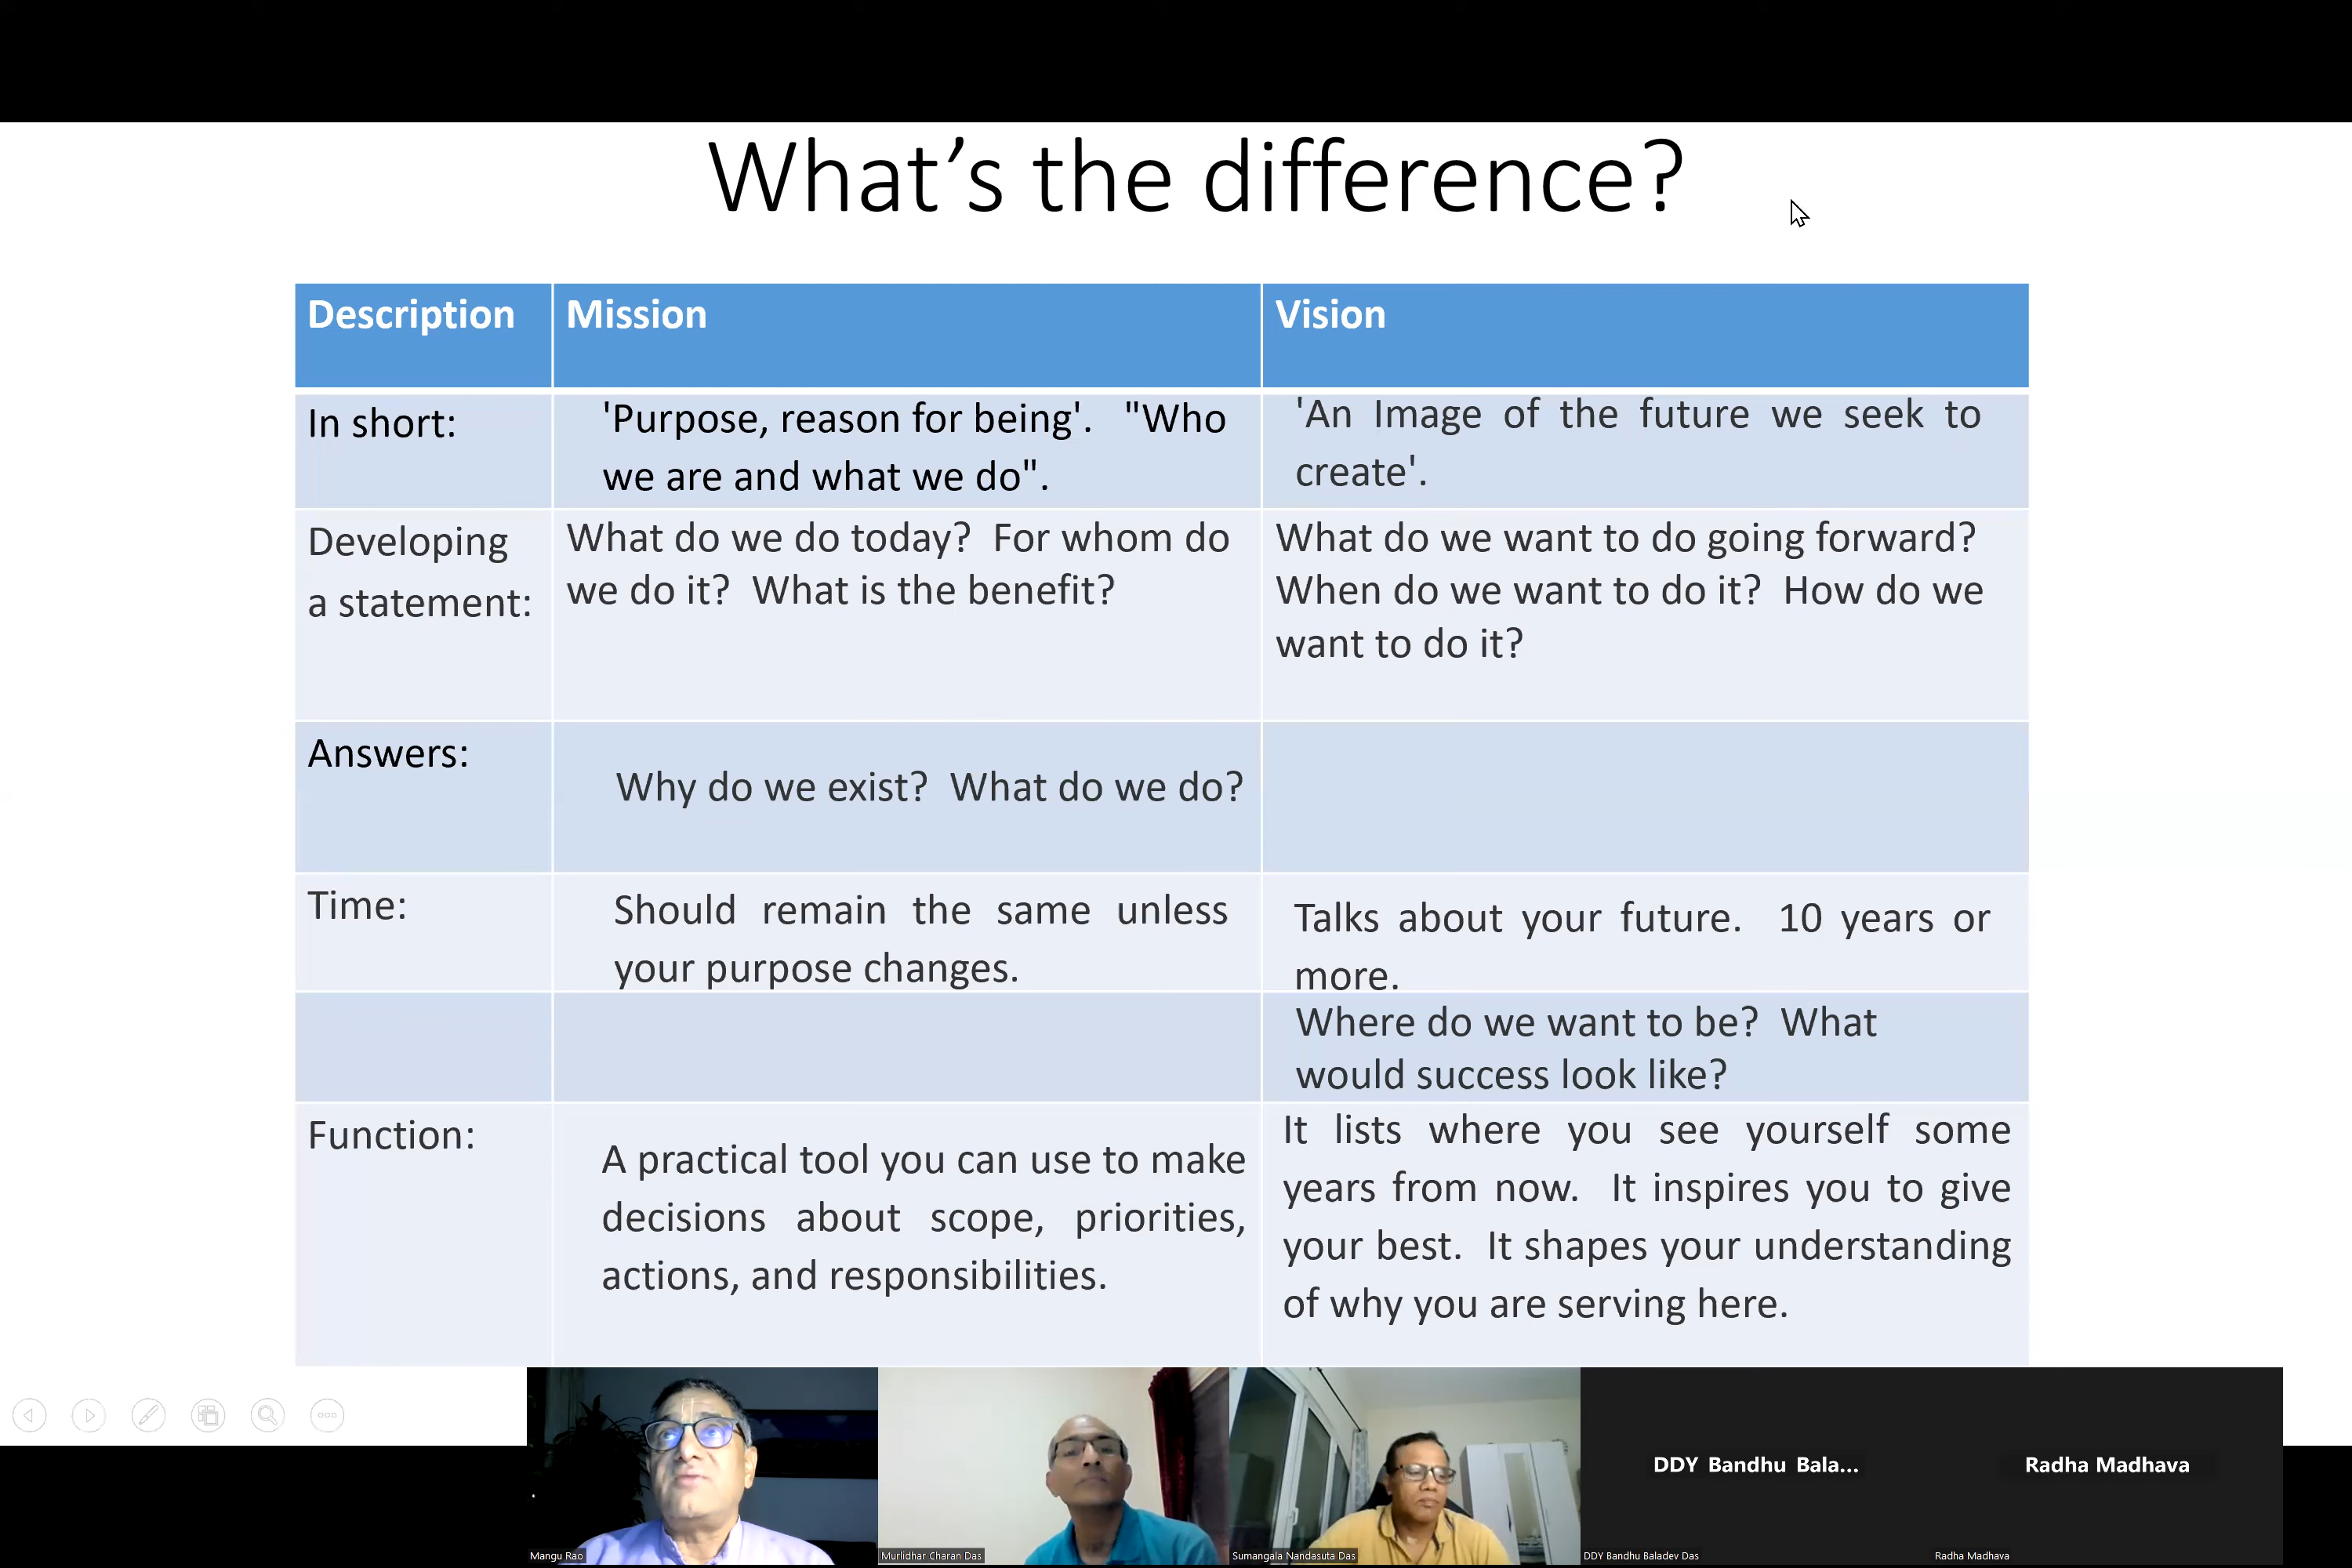 What's the difference?
Description
Mission
Vision
In short:
'Purpose, reason for being'.   "Who
we are and what we do".
'An Image of the future we seek to
create'.
Developing
a statement:
What do we do today?  For whom do
we do it?  What is the benefit?
What do we want to do going forward?
When do we want to do it?  How do we
want to do it?
Answers:
Why do we exist?  What do we do?
Time:
Should remain the same unless
your purpose changes.
Talks about your future.  10 years or
more.
Where do we want to be?  What
would success look like?
Function:
A practical tool you can use to make
decisions about scope, priorities,
actions, and responsibilities.
It lists where you see yourself some
years from now.  It inspires you to give
your best.  It shapes your understanding
of why you are serving here.
DDY Bandhu Bala...
Radha Madhava
Mangu Rao
Murlidhar Charan Das
Sumangala Nandasuta Das
DDY Bandhu Baladev Das
Radha Madhava